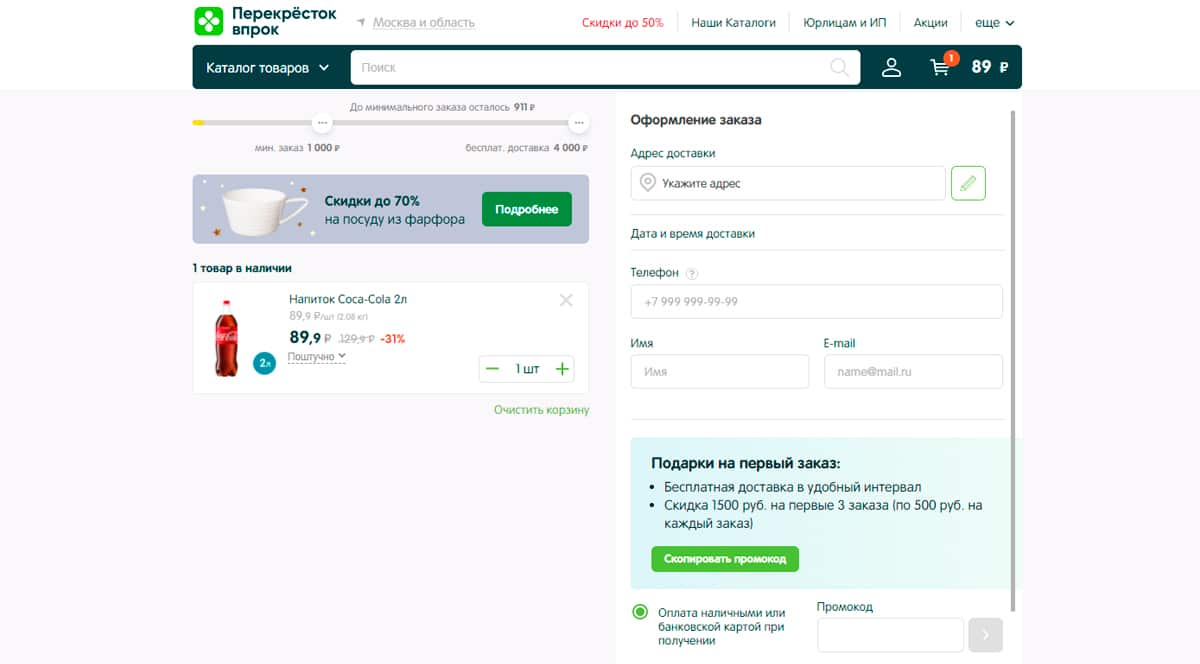 Перекрёсток
впрок
Москва и область
Скидки до 50%
Наши Каталоги
Юрлицам и ИП
Акции
еще
Каталог товаров
Поиск
1
89 ₽
До минимального заказа осталось 911 ₽
мин. заказ 1 000 ₽
бесплат. доставка 4 000 ₽
Скидки до 70%
на посуду из фарфора
Подробнее
1 товар в наличии
Напиток Coca-Cola 2л
89,9 ₽/шт (2.08 кг)
89,9 ₽ 129,9 ₽ -31%
2л
Поштучно
1 шт
Очистить корзину
Оформление заказа
Адрес доставки
Укажите адрес
Дата и время доставки
Телефон ?
+7 999 999-99-99
Имя
E-mail
Имя
name@mail.ru
Подарки на первый заказ:
• Бесплатная доставка в удобный интервал
• Скидка 1500 руб. на первые 3 заказа (по 500 руб. на
каждый заказ)
Скопировать промокод
Оплата наличными или
банковской картой при
получении
Промокод